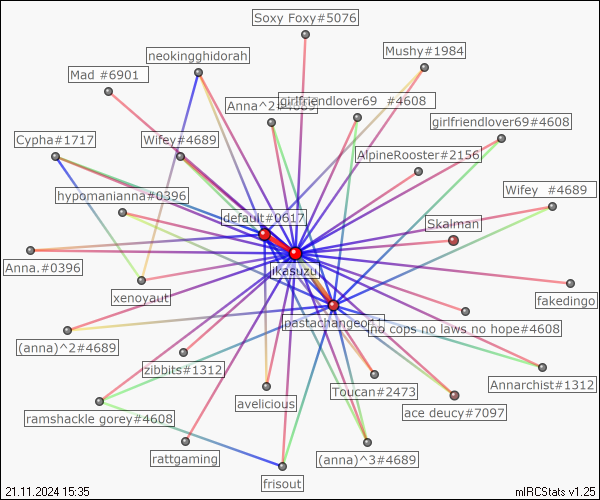 Soxy Foxy#5076
Mushy#1984
neokingghidorah
Mad #6901
girlfriendlover69 #4608
Anna^2#4689
girlfriendlover69#4608
Cypha#1717
Wifey#4689
AlpineRooster#2156
Wifey #4689
hypomanianna#0396
default#0617
Skalman
Anna.#0396
ikasuzu
xenoyaut
fakedingo
pastachangeof
no cops no laws no hope#4608
(anna)^2#4689
zibbits#1312
Annarchist#1312
Toucan#2473
avelicious
ace deucy#7097
ramshackle gorey#4608
rattgaming
(anna)^3#4689
frisout
21.11.2024 15:35
mIRCStats v1.25